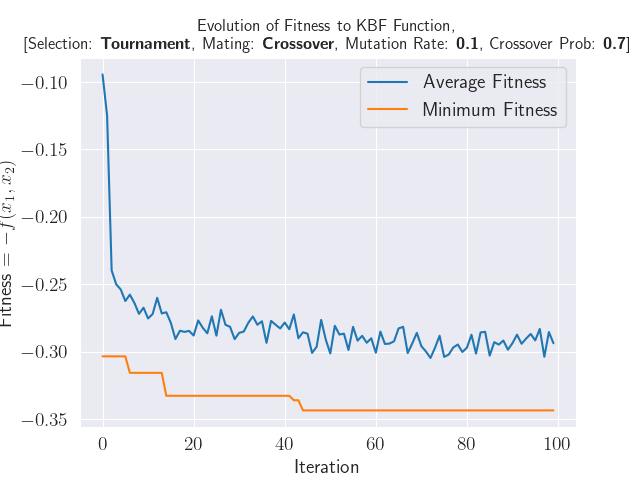 Evolution of Fitness to KBF Function,
[Selection: Tournament, Mating: Crossover, Mutation Rate: 0.1, Crossover Prob: 0.7]
Average Fitness
Minimum Fitness
Fitness = −f(x₁, x₂)
−0.10
−0.15
−0.20
−0.25
−0.30
−0.35
0 20 40 60 80 100
Iteration